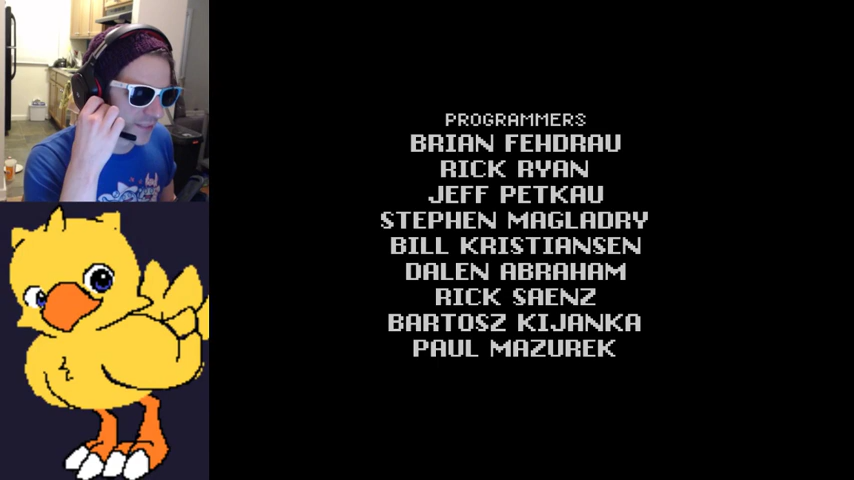 PROGRAMMERS
BRIAN FEHDRAU
RICK RYAN
JEFF PETKAU
STEPHEN MAGLADRY
BILL KRISTIANSEN
DALEN ABRAHAM
RICK SAENZ
BARTOSZ KIJANKA
PAUL MAZUREK